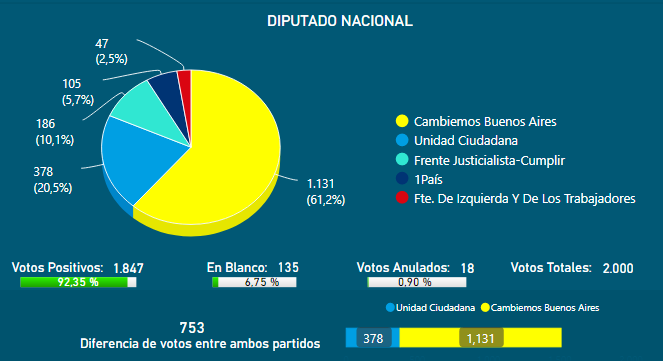 DIPUTADO NACIONAL
47
(2,5%)
105
(5,7%)
186
(10,1%)
378
(20,5%)
1.131
(61,2%)
Cambiemos Buenos Aires
Unidad Ciudadana
Frente Justicialista-Cumplir
1País
Fte. De Izquierda Y De Los Trabajadores
Votos Positivos: 1.847
92,35 %
En Blanco: 135
6,75 %
Votos Anulados: 18
0,90 %
Votos Totales: 2.000
753
Diferencia de votos entre ambos partidos
Unidad Ciudadana Cambiemos Buenos Aires
378 1,131